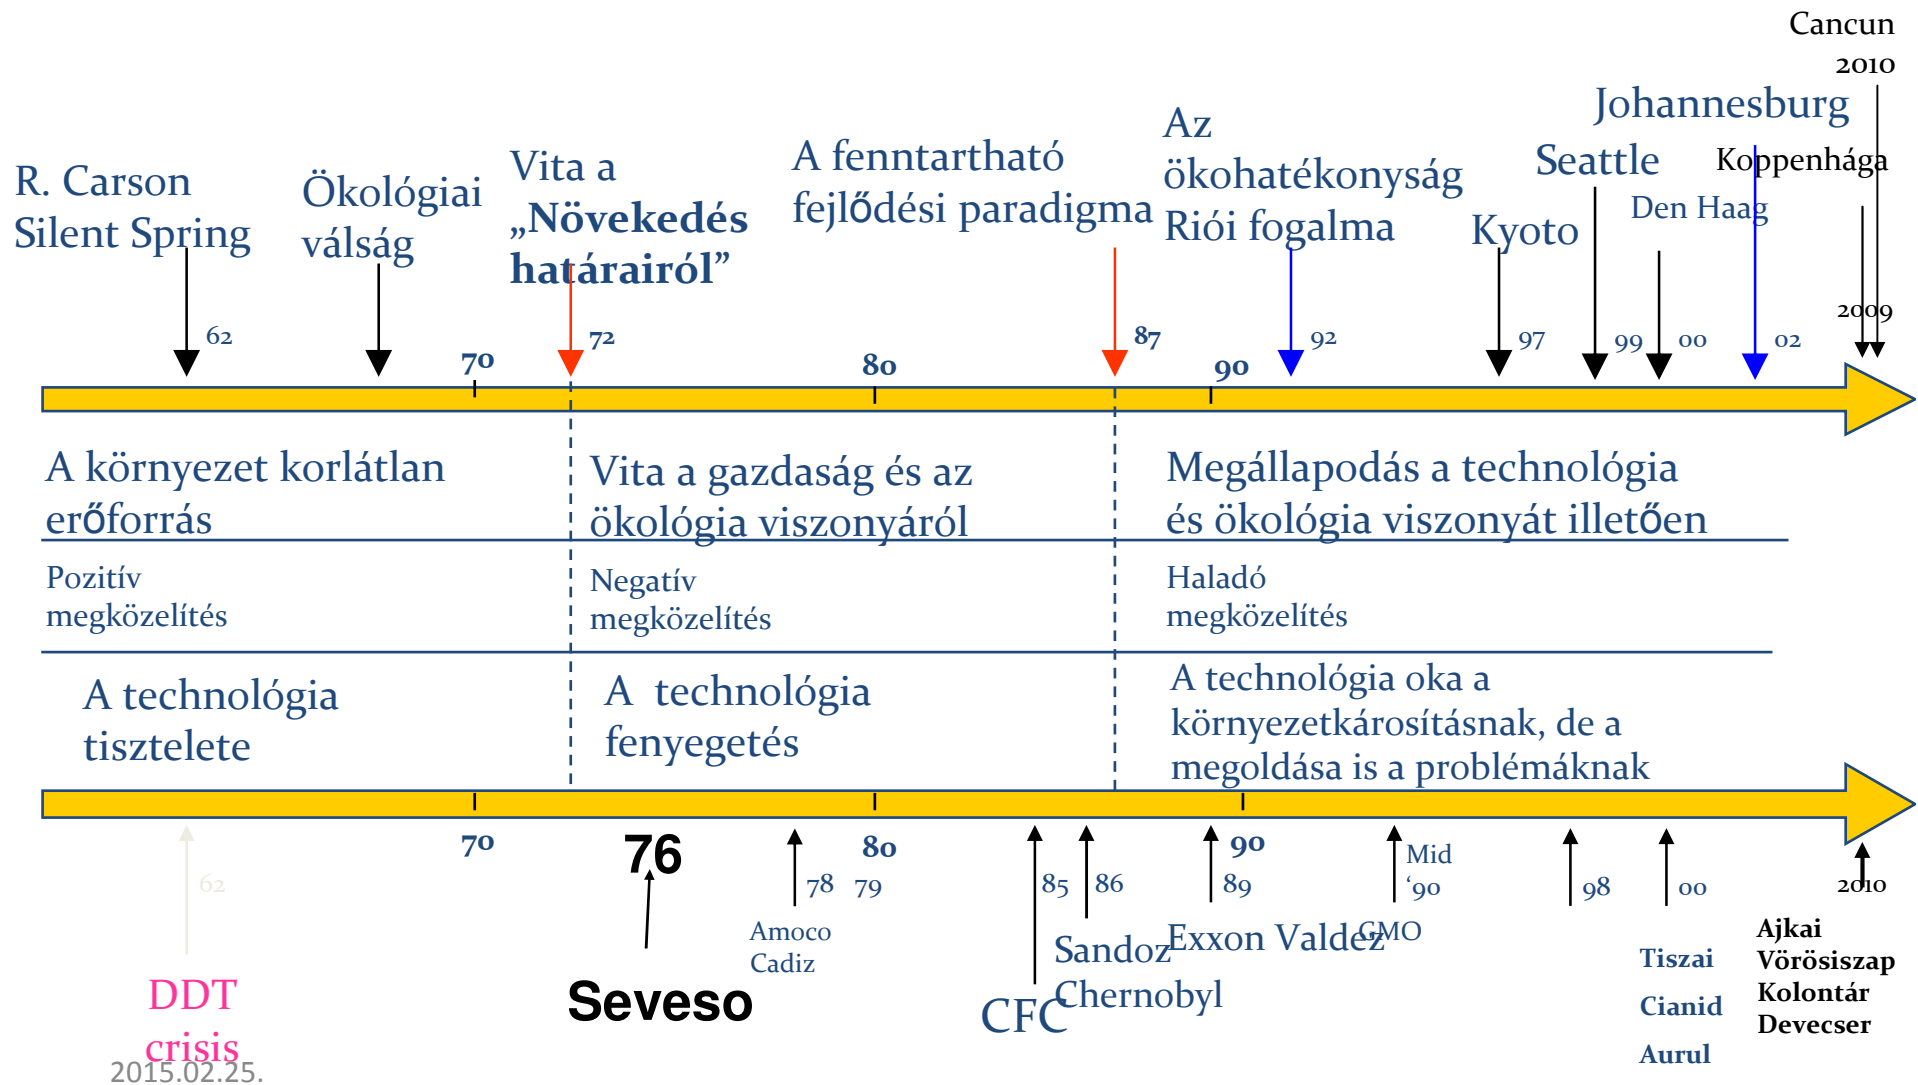 Cancun
2010
Johannesburg
Az
ökohatékonyság
Riói fogalma
A fenntartható
fejlődési paradigma
Vita a
„Növekedés
határairól”
Seattle
Koppenhága
R. Carson
Silent Spring
Ökológiai
válság
Den Haag
Kyoto
2009
62
72
87
92
97
99
00
02
70
80
90
A környezet korlátlan
erőforrás
Vita a gazdaság és az
ökológia viszonyáról
Megállapodás a technológia
és ökológia viszonyát illetően
Pozitív
megközelítés
Negatív
megközelítés
Haladó
megközelítés
A technológia
tisztelete
A technológia
fenyegetés
A technológia oka a
környezetkárosításnak, de a
megoldása is a problémáknak
70
76
80
90
62
78
79
85
86
89
Mid
‘90
98
00
2010
DDT
crisis
Seveso
Amoco
Cadiz
CFC
Sandoz
Chernobyl
Exxon Valdez
GMO
Tiszai
Cianid
Aurul
Ajkai
Vörösiszap
Kolontár
Devecser
2015.02.25.